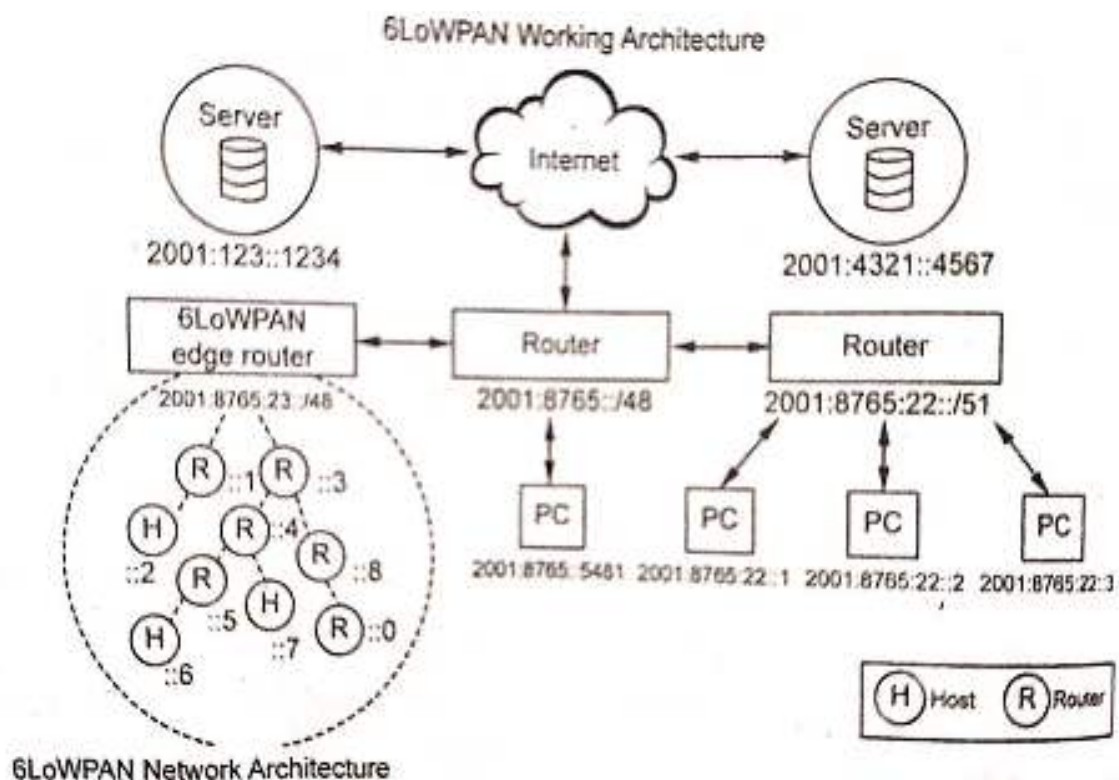 6LoWPAN Working Architecture
Server
Internet
Server
2001:123::1234
2001:4321::4567
6LoWPAN
edge router
Router
Router
2001:8765:23::/48
2001:8765::/48
2001:8765:22::/51
R
::1
R
::3
H
::2
R
::4
R
::8
R
::5
H
::7
R
::0
H
::6
PC
PC
PC
PC
2001:8765::5481
2001:8765:22::1
2001:8765:22::2
2001:8765:22::3
H Host R Router
6LoWPAN Network Architecture